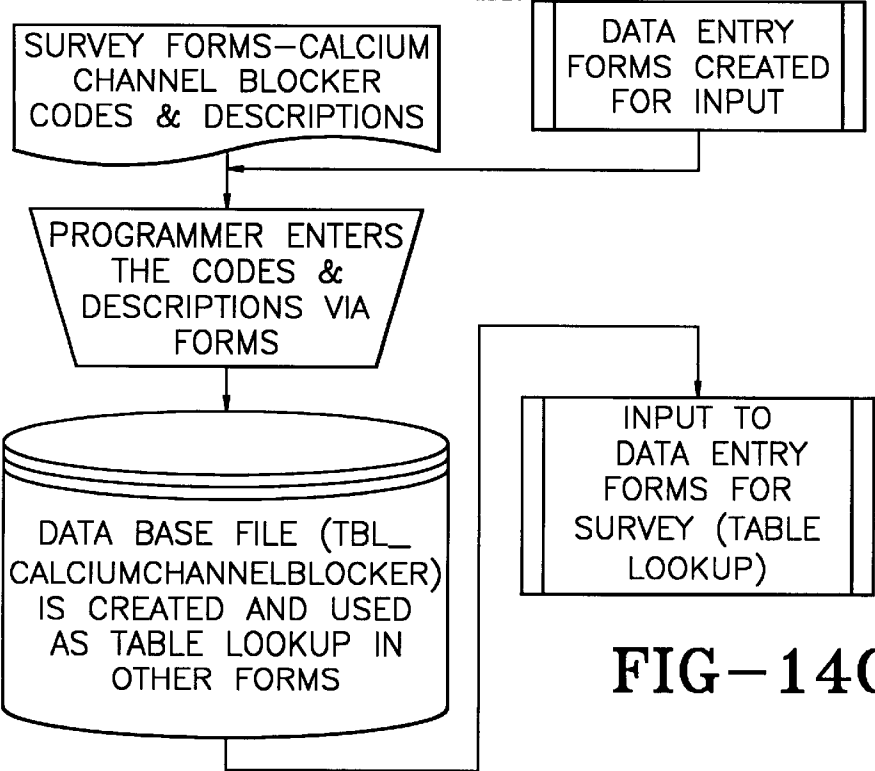 SURVEY FORMS-CALCIUM
CHANNEL BLOCKER
CODES & DESCRIPTIONS
DATA ENTRY
FORMS CREATED
FOR INPUT
PROGRAMMER ENTERS
THE CODES &
DESCRIPTIONS VIA
FORMS
DATA BASE FILE (TBL_
CALCIUMCHANNELBLOCKER)
IS CREATED AND USED
AS TABLE LOOKUP IN
OTHER FORMS
INPUT TO
DATA ENTRY
FORMS FOR
SURVEY (TABLE
LOOKUP)